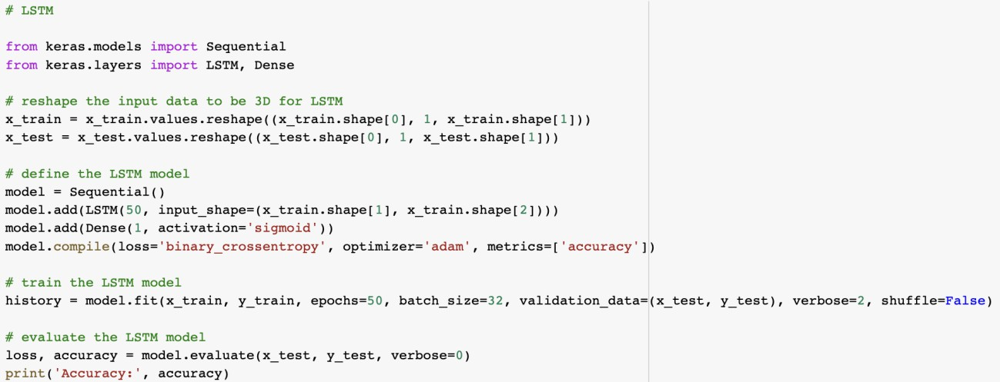 # LSTM
from keras.models import Sequential
from keras.layers import LSTM, Dense
# reshape the input data to be 3D for LSTM
x_train = x_train.values.reshape((x_train.shape[0], 1, x_train.shape[1]))
x_test = x_test.values.reshape((x_test.shape[0], 1, x_test.shape[1]))
# define the LSTM model
model = Sequential()
model.add(LSTM(50, input_shape=(x_train.shape[1], x_train.shape[2])))
model.add(Dense(1, activation='sigmoid'))
model.compile(loss='binary_crossentropy', optimizer='adam', metrics=['accuracy'])
# train the LSTM model
history = model.fit(x_train, y_train, epochs=50, batch_size=32, validation_data=(x_test, y_test), verbose=2, shuffle=False)
# evaluate the LSTM model
loss, accuracy = model.evaluate(x_test, y_test, verbose=0)
print('Accuracy:', accuracy)